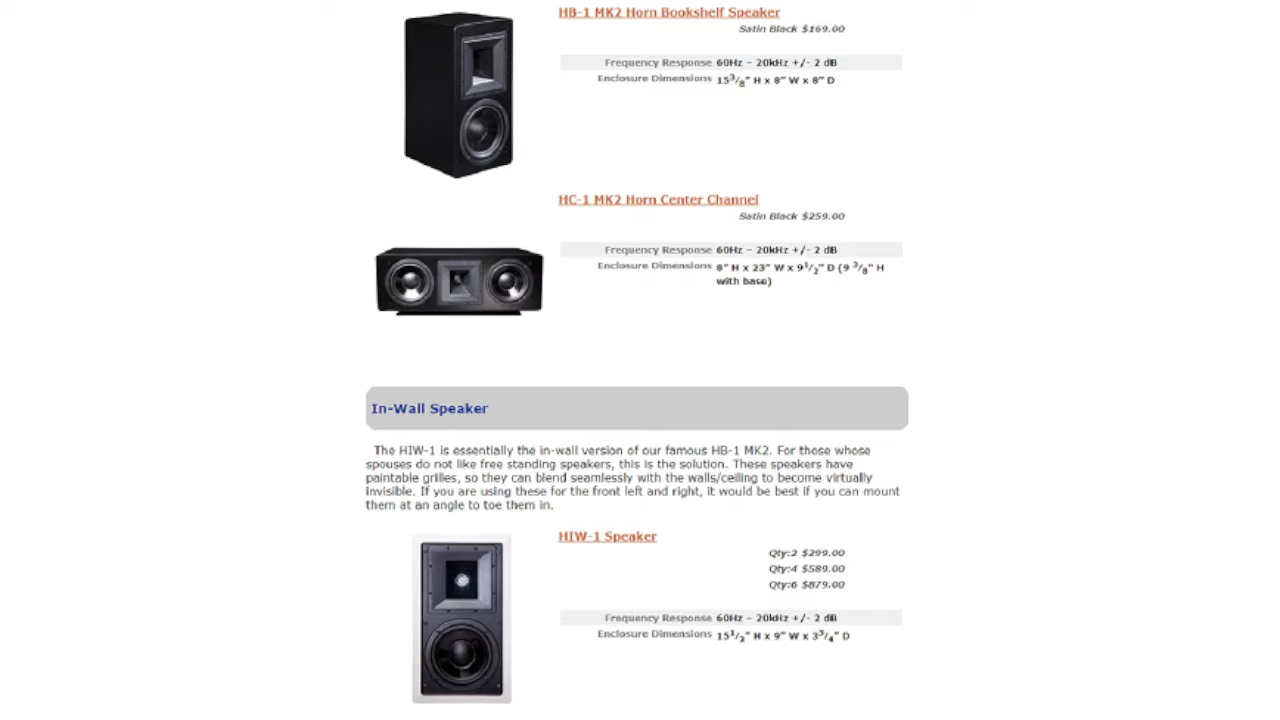 HB-1 MK2 Horn Bookshelf Speaker
Satin Black $169.00
Frequency Response 60Hz – 20kHz +/- 2 dB
Enclosure Dimensions 15³/₈" H x 8" W x 8" D
HC-1 MK2 Horn Center Channel
Satin Black $259.00
Frequency Response 60Hz – 20kHz +/- 2 dB
Enclosure Dimensions 8" H x 23" W x 9¹/₂" D (9 ³/₈" H
with base)
In-Wall Speaker
The HIW-1 is essentially the in-wall version of our famous HB-1 MK2. For those whose
spouses do not like free standing speakers, this is the solution. These speakers have
paintable grilles, so they can blend seamlessly with the walls/ceiling to become virtually
invisible. If you are using these for the front left and right, it would be best if you can mount
them at an angle to toe them in.
HIW-1 Speaker
Qty:2 $299.00
Qty:4 $589.00
Qty:6 $879.00
Frequency Response 60Hz – 20kHz +/- 2 dB
Enclosure Dimensions 15¹/₂" H x 9" W x 3³/₄" D